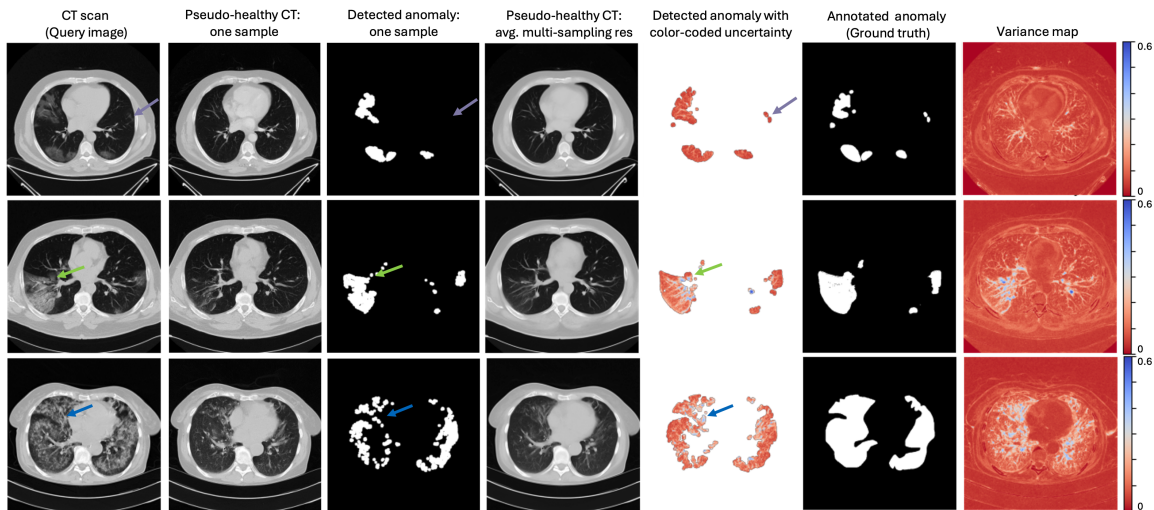 CT scan
(Query image)
Pseudo-healthy CT:
one sample
Detected anomaly:
one sample
Pseudo-healthy CT:
avg. multi-sampling res
Detected anomaly with
color-coded uncertainty
Annotated anomaly
(Ground truth)
Variance map
0.6
0
0.6
0
0.6
0